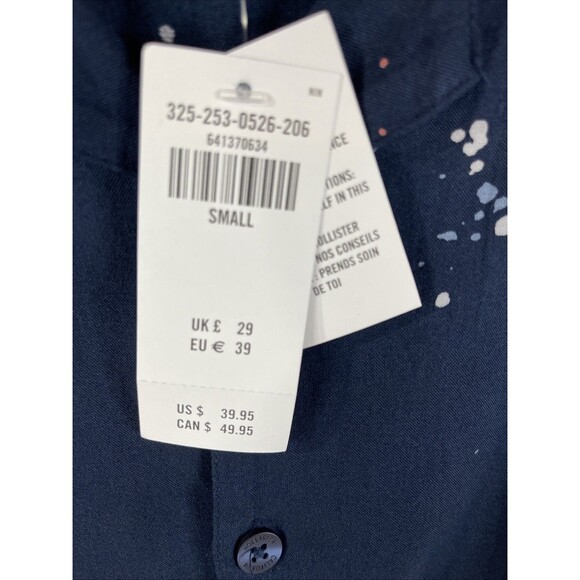 325-253-0526-206
641370634
SMALL
UK £ 29
EU € 39
US $ 39.95
CAN $ 49.95
NCE
TIONS:
LF IN THIS
OLLISTER
NOS CONSEILS
: PRENDS SOIN
DE TOI